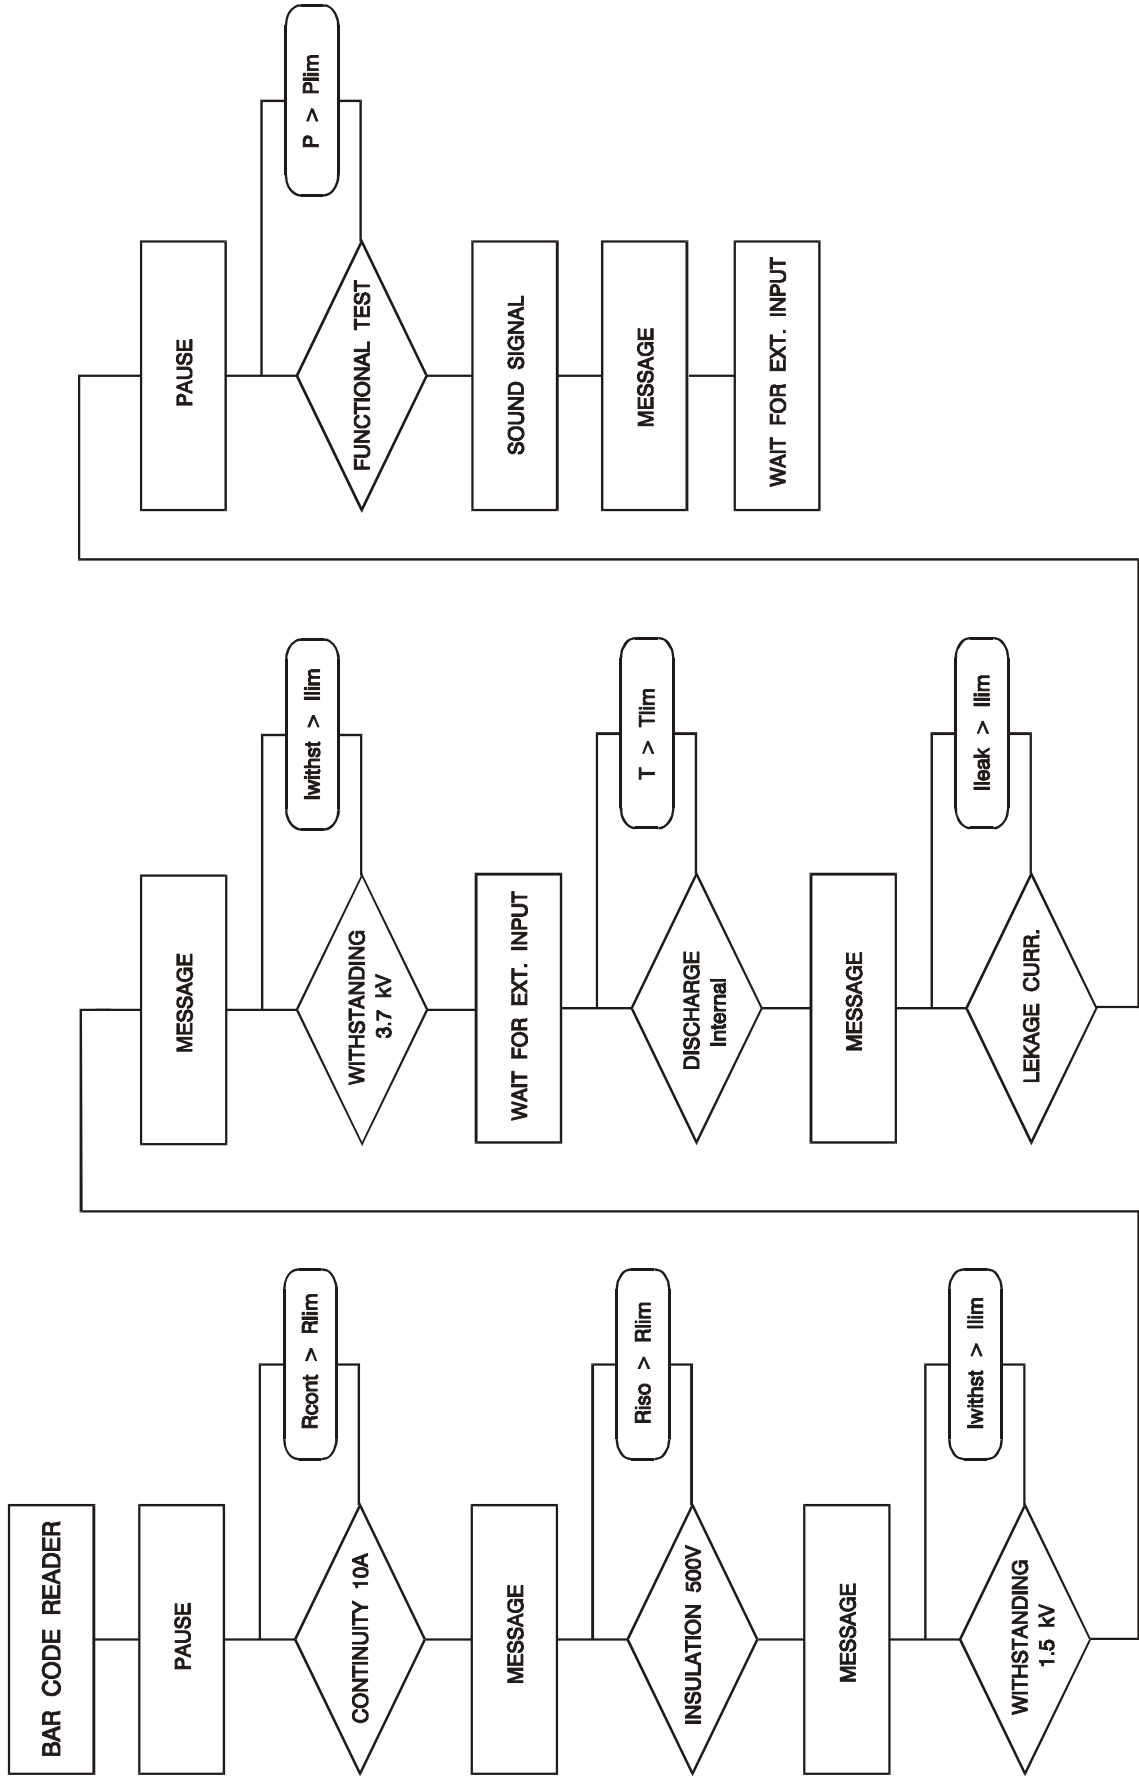 BAR CODE READER
PAUSE
Rcont > Rlim
CONTINUITY 10A
MESSAGE
Riso > Rlim
INSULATION 500V
MESSAGE
Iwithst > Ilim
WITHSTANDING
1.5 kV
MESSAGE
Iwithst > Ilim
WITHSTANDING
3.7 kV
WAIT FOR EXT. INPUT
T > Tlim
DISCHARGE
Internal
MESSAGE
Ileak > Ilim
LEKAGE CURR.
PAUSE
P > Plim
FUNCTIONAL TEST
SOUND SIGNAL
MESSAGE
WAIT FOR EXT. INPUT